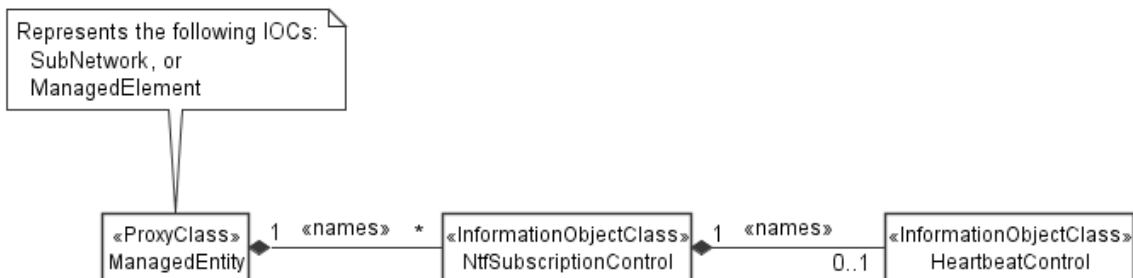 Represents the following IOCs:
SubNetwork, or
ManagedElement
«ProxyClass»
ManagedEntity
1 «names» *
«InformationObjectClass»
NtfSubscriptionControl
1 «names»
0..1
«InformationObjectClass»
HeartbeatControl